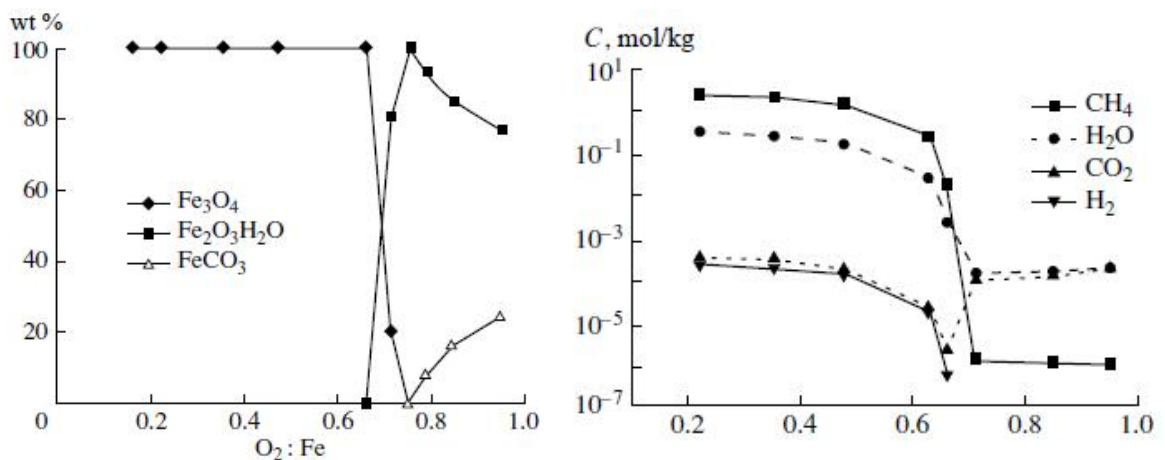 wt %
100
80
60
40
20
0
0.2
0.4
0.6
0.8
1.0
O₂ : Fe
Fe₃O₄
Fe₂O₃H₂O
FeCO₃
C, mol/kg
10¹
10⁻¹
10⁻³
10⁻⁵
10⁻⁷
0.2
0.4
0.6
0.8
1.0
CH₄
H₂O
CO₂
H₂